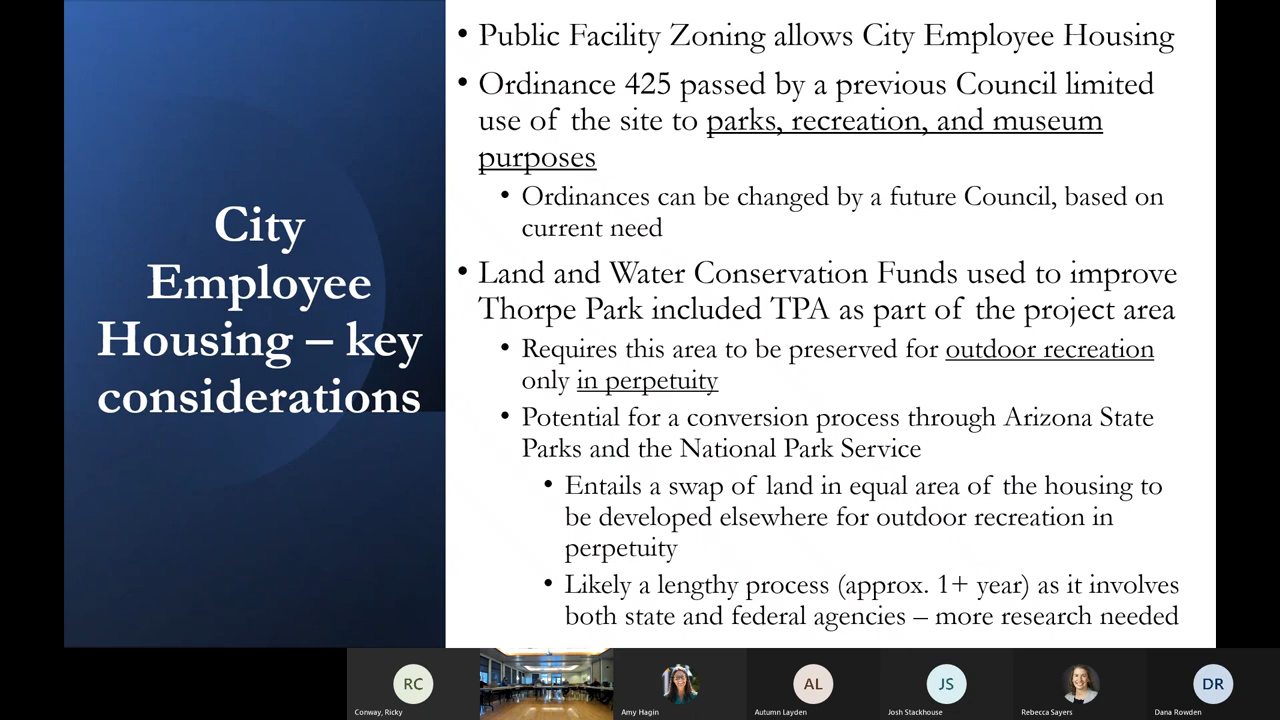 City
Employee
Housing – key
considerations
• Public Facility Zoning allows City Employee Housing
• Ordinance 425 passed by a previous Council limited
use of the site to parks, recreation, and museum
purposes
• Ordinances can be changed by a future Council, based on
current need
• Land and Water Conservation Funds used to improve
Thorpe Park included TPA as part of the project area
• Requires this area to be preserved for outdoor recreation
only in perpetuity
• Potential for a conversion process through Arizona State
Parks and the National Park Service
• Entails a swap of land in equal area of the housing to
be developed elsewhere for outdoor recreation in
perpetuity
• Likely a lengthy process (approx. 1+ year) as it involves
both state and federal agencies – more research needed
RC
AL
JS
DR
Conway, Ricky
Amy Hagin
Autumn Layden
Josh Stackhouse
Rebecca Sayers
Dana Rowden